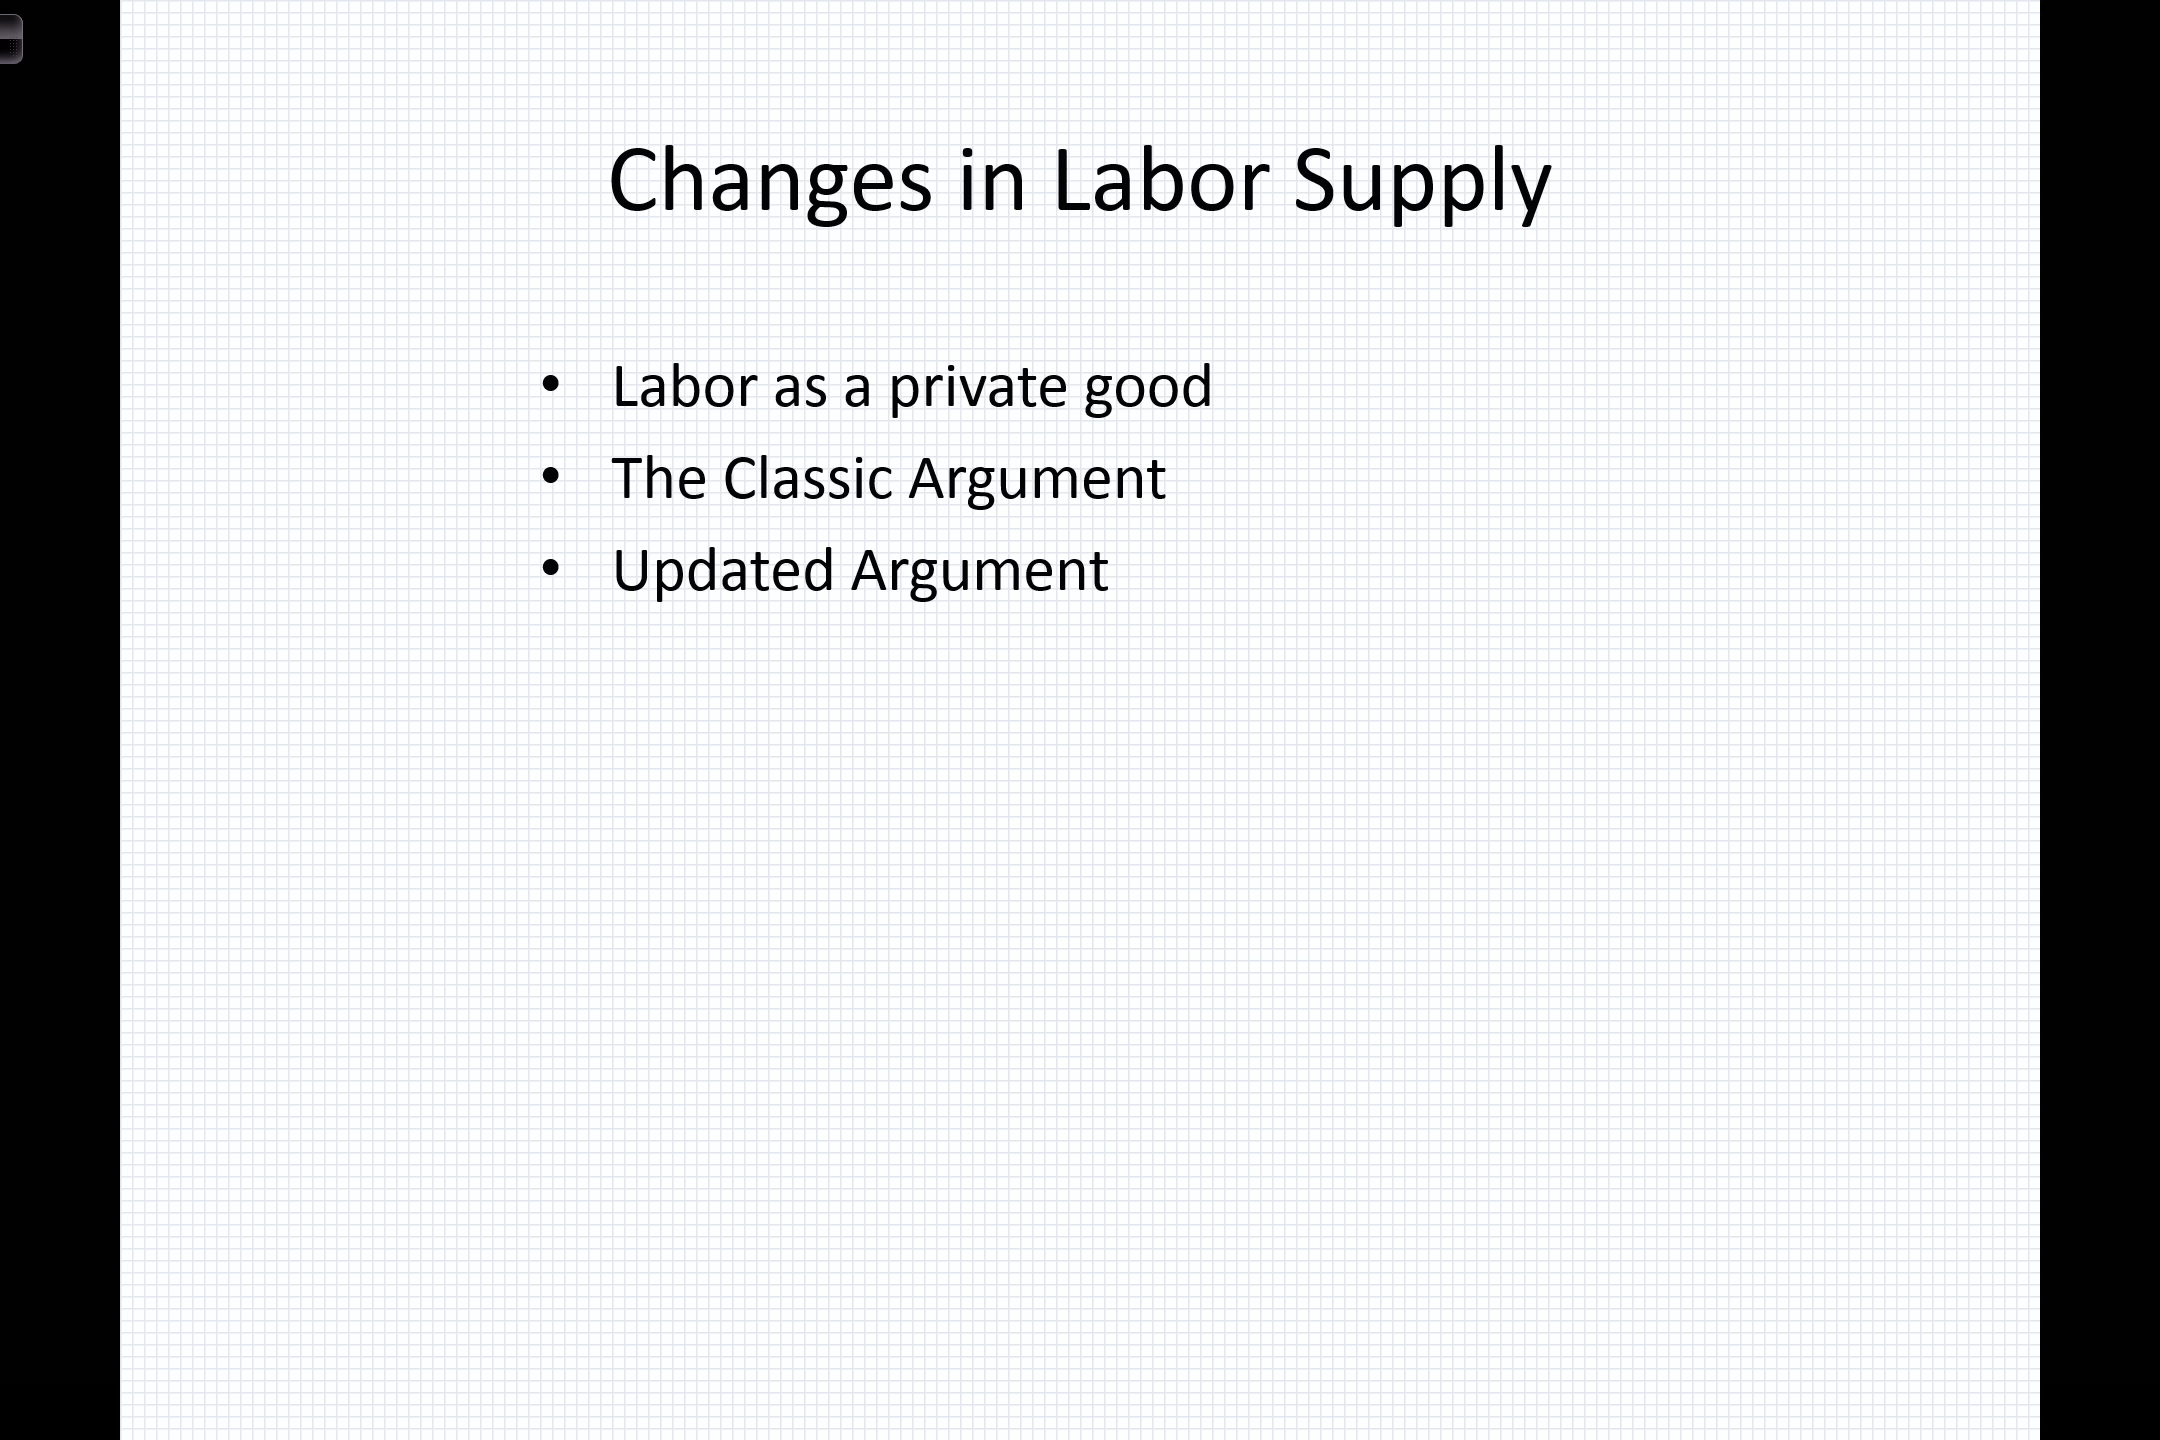 Changes in Labor Supply
• Labor as a private good
• The Classic Argument
• Updated Argument